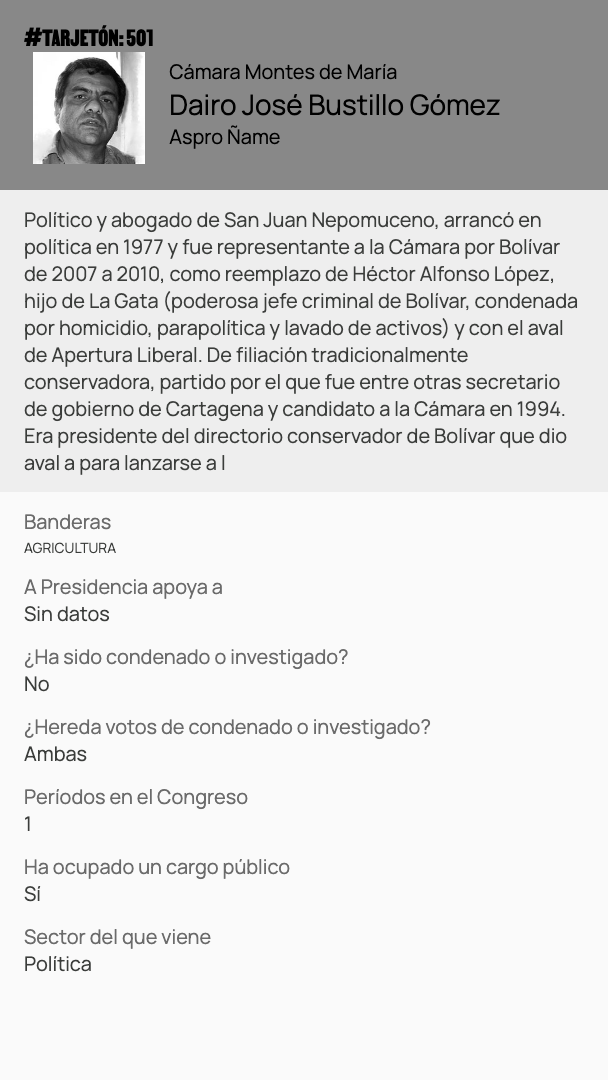 #TARJETÓN: 501
Cámara Montes de María
Dairo José Bustillo Gómez
Aspro Ñame
Político y abogado de San Juan Nepomuceno, arrancó en
política en 1977 y fue representante a la Cámara por Bolívar
de 2007 a 2010, como reemplazo de Héctor Alfonso López,
hijo de La Gata (poderosa jefe criminal de Bolívar, condenada
por homicidio, parapolítica y lavado de activos) y con el aval
de Apertura Liberal. De filiación tradicionalmente
conservadora, partido por el que fue entre otras secretario
de gobierno de Cartagena y candidato a la Cámara en 1994.
Era presidente del directorio conservador de Bolívar que dio
aval a para lanzarse a l
Banderas
AGRICULTURA
A Presidencia apoya a
Sin datos
¿Ha sido condenado o investigado?
No
¿Hereda votos de condenado o investigado?
Ambas
Períodos en el Congreso
1
Ha ocupado un cargo público
Sí
Sector del que viene
Política